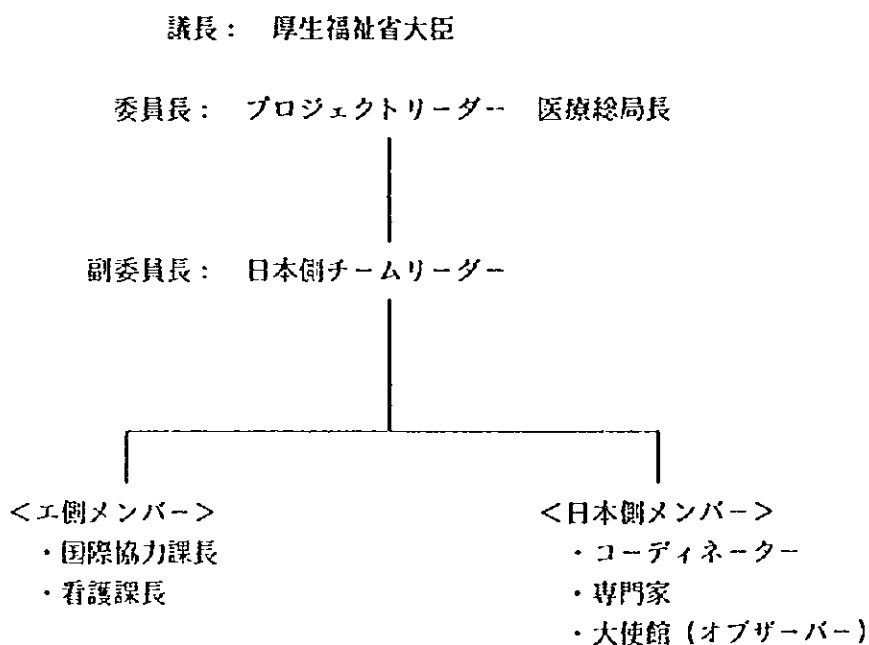 議長： 厚生福祉省大臣
委員長： プロジェクトリーダー 医療総局長
副委員長： 日本側チームリーダー
＜エ側メンバー＞
・国際協力課長
・看護課長
＜日本側メンバー＞
・コーディネーター
・専門家
・大使館（オブザーバー）